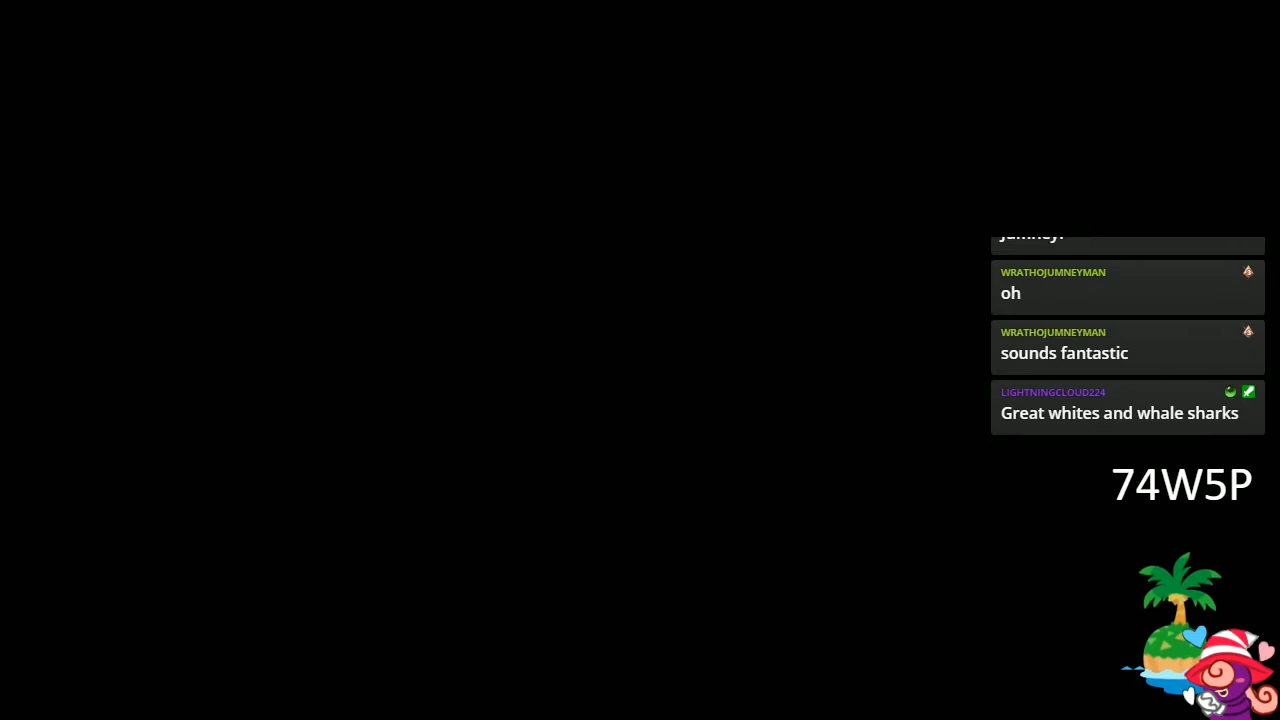 WRATHOJUMNEYMAN
oh
WRATHOJUMNEYMAN
sounds fantastic
LIGHTNINGCLOUD224
Great whites and whale sharks
74W5P